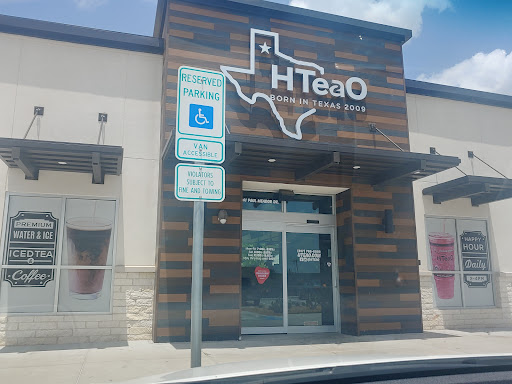 HTeaO
BORN IN TEXAS 2009
RESERVED
PARKING
VAN
ACCESSIBLE
VIOLATORS
SUBJECT TO
FINE AND TOWING
PREMIUM
WATER & ICE
ICED TEA
&
Coffee
HAPPY
HOUR
Daily